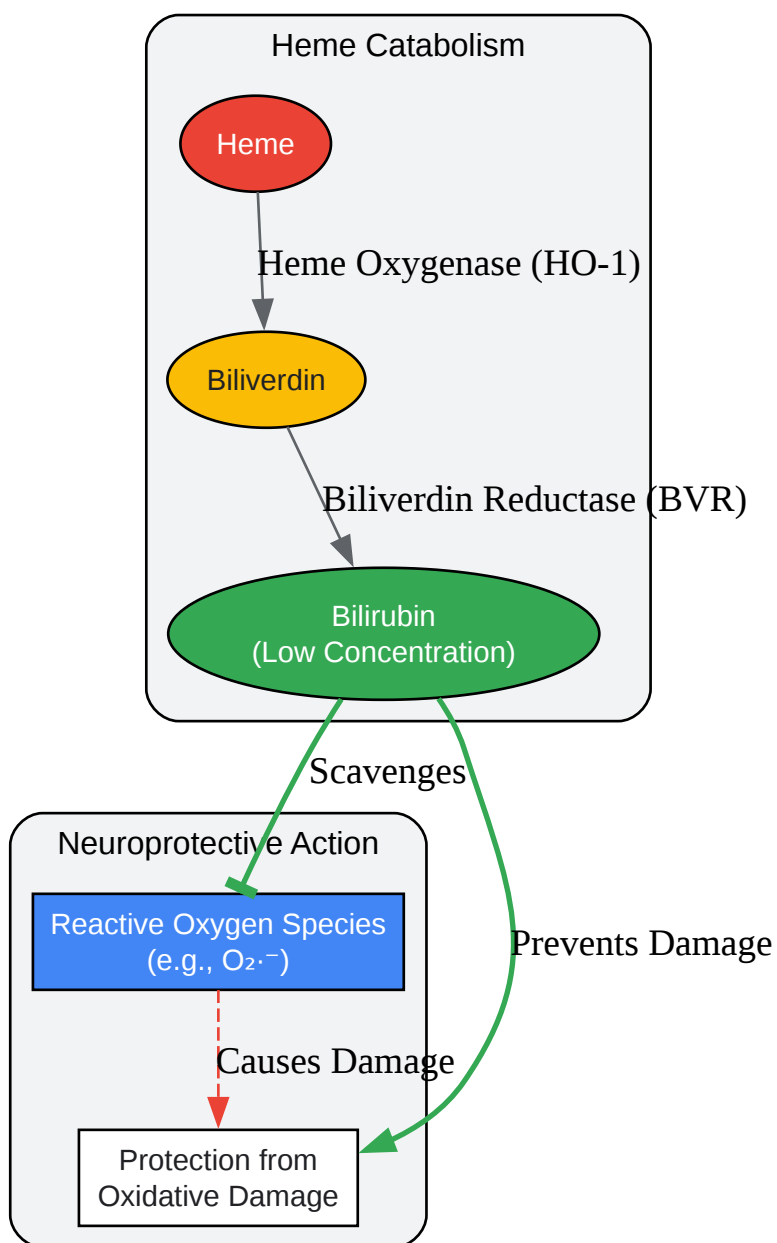 Heme Catabolism
Heme
Heme Oxygenase (HO-1)
Biliverdin
Biliverdin Reductase (BVR)
Bilirubin
(Low Concentration)
Scavenges
Neuroprotective Action
Reactive Oxygen Species
(e.g., O₂·⁻)
Prevents Damage
Causes Damage
Protection from
Oxidative Damage